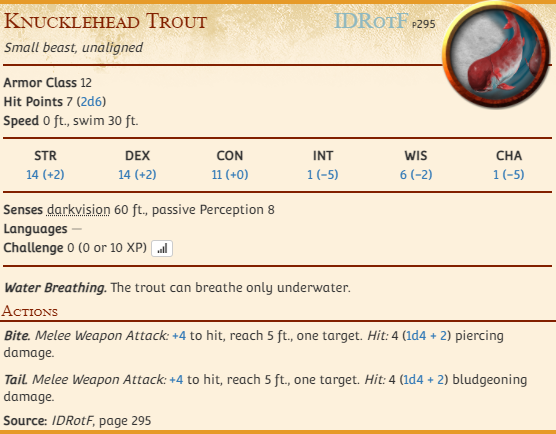 Knucklehead Trout IDRotF p295
Small beast, unaligned
Armor Class 12
Hit Points 7 (2d6)
Speed 0 ft., swim 30 ft.
STR DEX CON INT WIS CHA
14 (+2) 14 (+2) 11 (+0) 1 (−5) 6 (−2) 1 (−5)
Senses darkvision 60 ft., passive Perception 8
Languages —
Challenge 0 (0 or 10 XP)
Water Breathing. The trout can breathe only underwater.
Actions
Bite. Melee Weapon Attack: +4 to hit, reach 5 ft., one target. Hit: 4 (1d4 + 2) piercing
damage.
Tail. Melee Weapon Attack: +4 to hit, reach 5 ft., one target. Hit: 4 (1d4 + 2) bludgeoning
damage.
Source: IDRotF, page 295